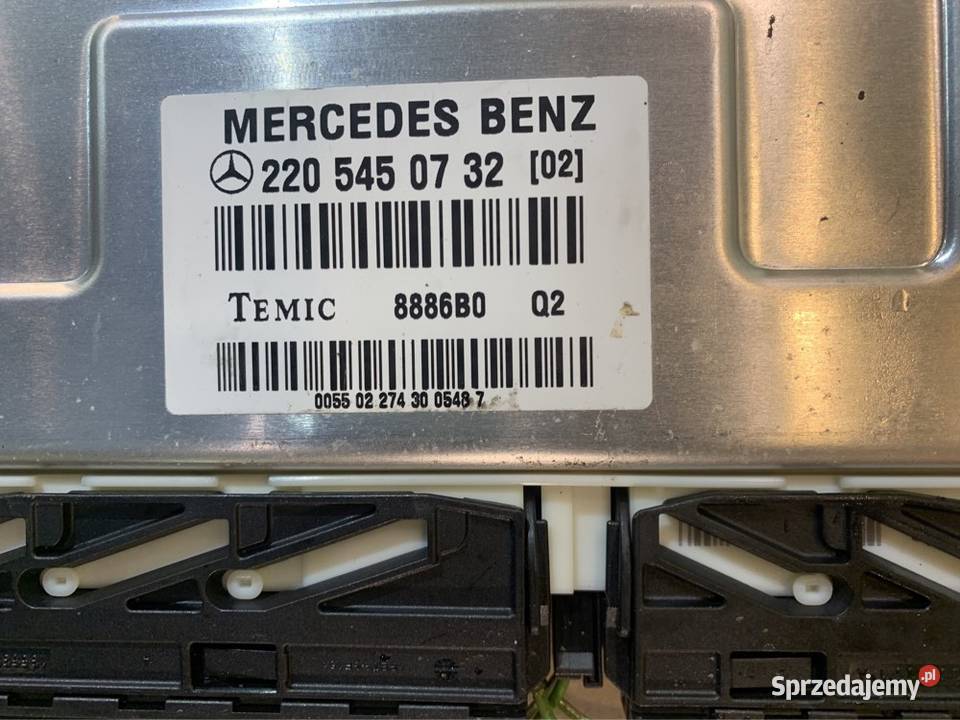 MERCEDES BENZ
220 545 07 32 [02]
TEMIC 8886B0 Q2
0055 02 274 30 0548 7
Sprzedajemy .pl